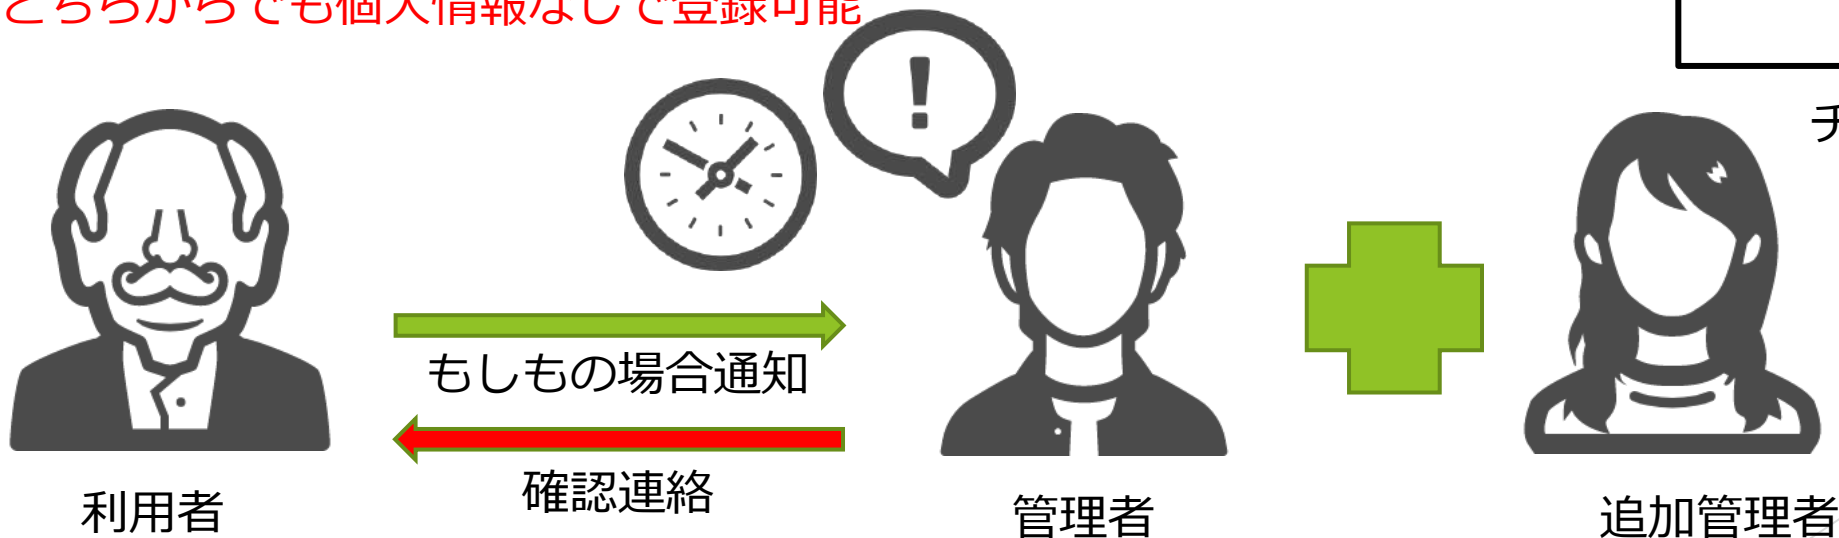 どちらからでも個人情報なしで登録可能
!
チ
もしもの場合通知
確認連絡
利用者
管理者
追加管理者